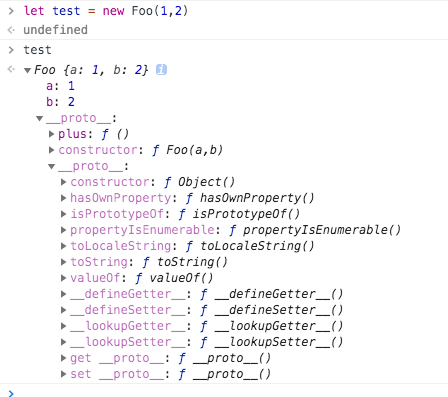 let test = new Foo(1,2)
undefined
test
Foo {a: 1, b: 2} i
a: 1
b: 2
__proto__:
plus: ƒ ()
constructor: ƒ Foo(a,b)
__proto__:
constructor: ƒ Object()
hasOwnProperty: ƒ hasOwnProperty()
isPrototypeOf: ƒ isPrototypeOf()
propertyIsEnumerable: ƒ propertyIsEnumerable()
toLocaleString: ƒ toLocaleString()
toString: ƒ toString()
valueOf: ƒ valueOf()
__defineGetter__: ƒ __defineGetter__()
__defineSetter__: ƒ __defineSetter__()
__lookupGetter__: ƒ __lookupGetter__()
__lookupSetter__: ƒ __lookupSetter__()
get __proto__: ƒ __proto__()
set __proto__: ƒ __proto__()